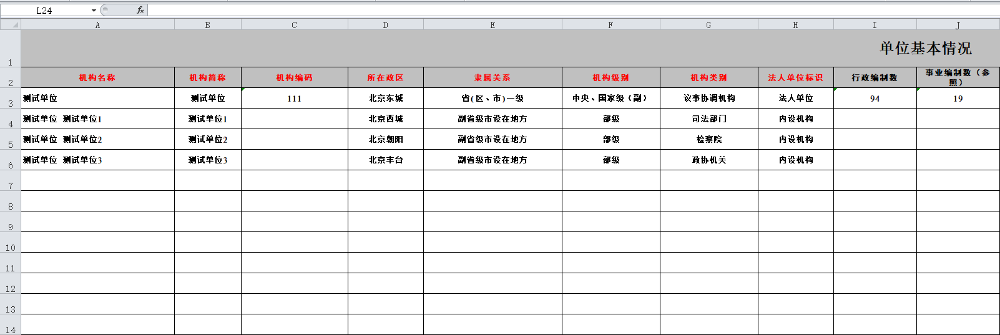 L24 fx
A B C D E F G H I J
1 单位基本情况
2 机构名称 机构简称 机构编码 所在政区 隶属关系 机构级别 机构类别 法人单位标识 行政编制数 事业编制数（参
照）
3 测试单位 测试单位 111 北京东城 省(区、市)一级 中央、国家级（副） 议事协调机构 法人单位 94 19
4 测试单位 测试单位1 测试单位1 北京西城 副省级市设在地方 部级 司法部门 内设机构
5 测试单位 测试单位2 测试单位2 北京朝阳 副省级市设在地方 部级 检察院 内设机构
6 测试单位 测试单位3 测试单位3 北京丰台 副省级市设在地方 部级 政协机关 内设机构
7
8
9
10
11
12
13
14